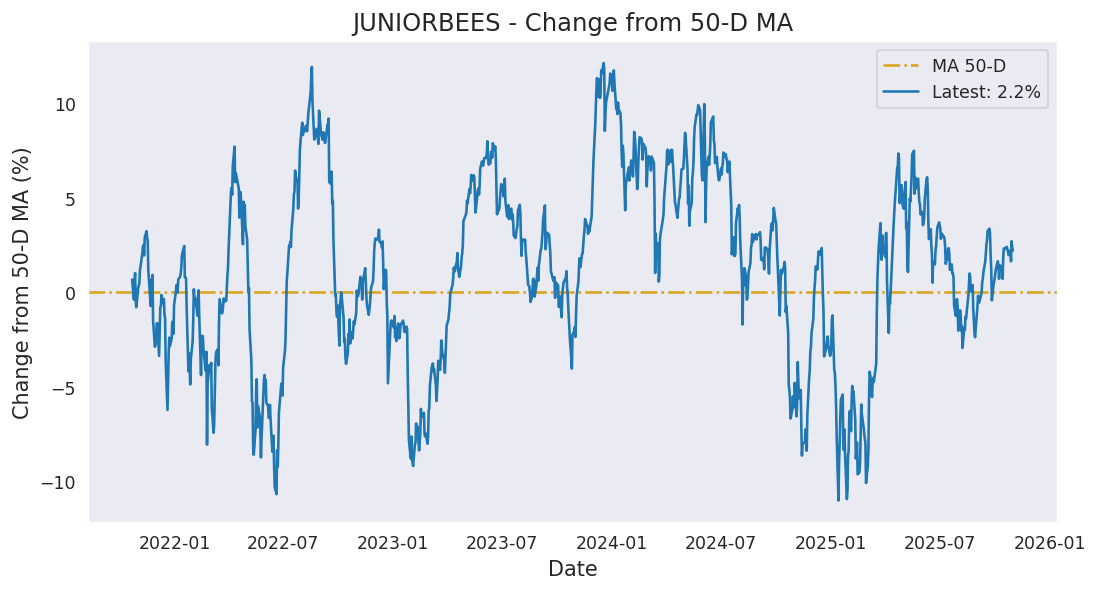 JUNIORBEES - Change from 50-D MA
MA 50-D
Latest: 2.2%
Change from 50-D MA (%)
10
5
0
−5
−10
2022-01 2022-07 2023-01 2023-07 2024-01 2024-07 2025-01 2025-07 2026-01
Date